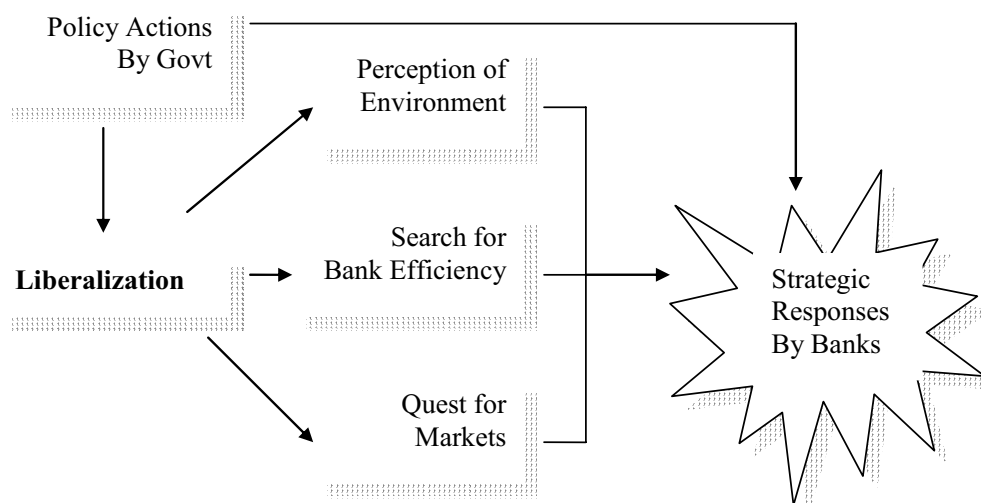 Policy Actions
By Govt
Perception of
Environment
Search for
Bank Efficiency
Liberalization
Strategic
Responses
By Banks
Quest for
Markets